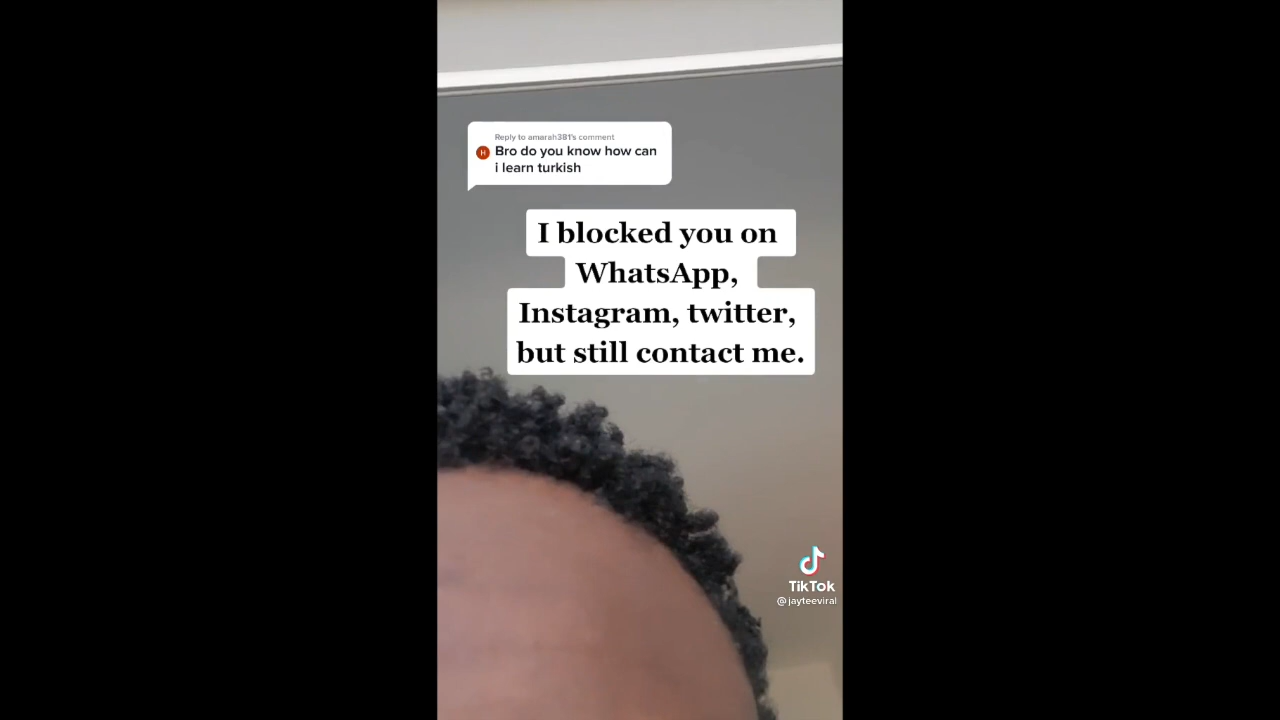 Reply to amarah381's comment
H
Bro do you know how can
i learn turkish
I blocked you on
WhatsApp,
Instagram, twitter,
but still contact me.
TikTok
@jayteeviral